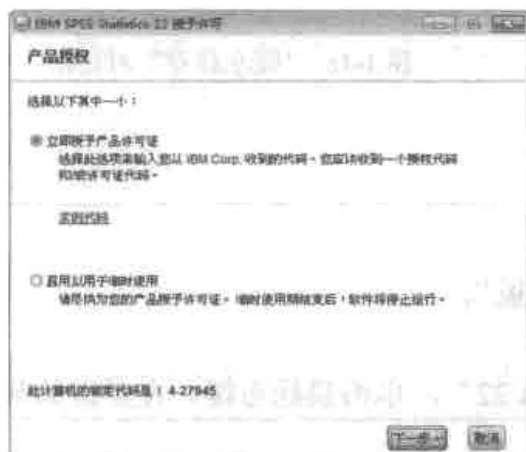 IBM SPSS Statistics 22 授予许可
产品授权
选择以下其中一个：
立即授予产品许可证
选择此选项来输入您以 IBM Corp. 收到的代码。您应该收到一个授权代码
和/或许可证代码。
实例代码
启用以用于临时使用
请尽快为您的产品授予许可证。临时使用期结束后，软件将停止运行。
此计算机的锁定代码是：4-27945
下一步
取消